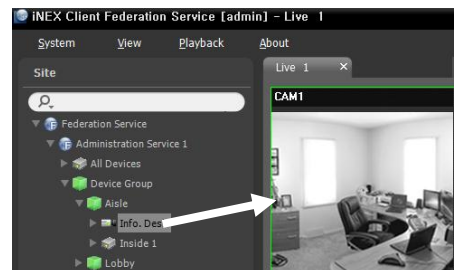 iNEX Client Federation Service [admin] - Live 1
System View Playback About
Site
Live 1 ×
CAM1
Federation Service
Administration Service 1
All Devices
Device Group
Aisle
Info. Des
Inside 1
Lobby